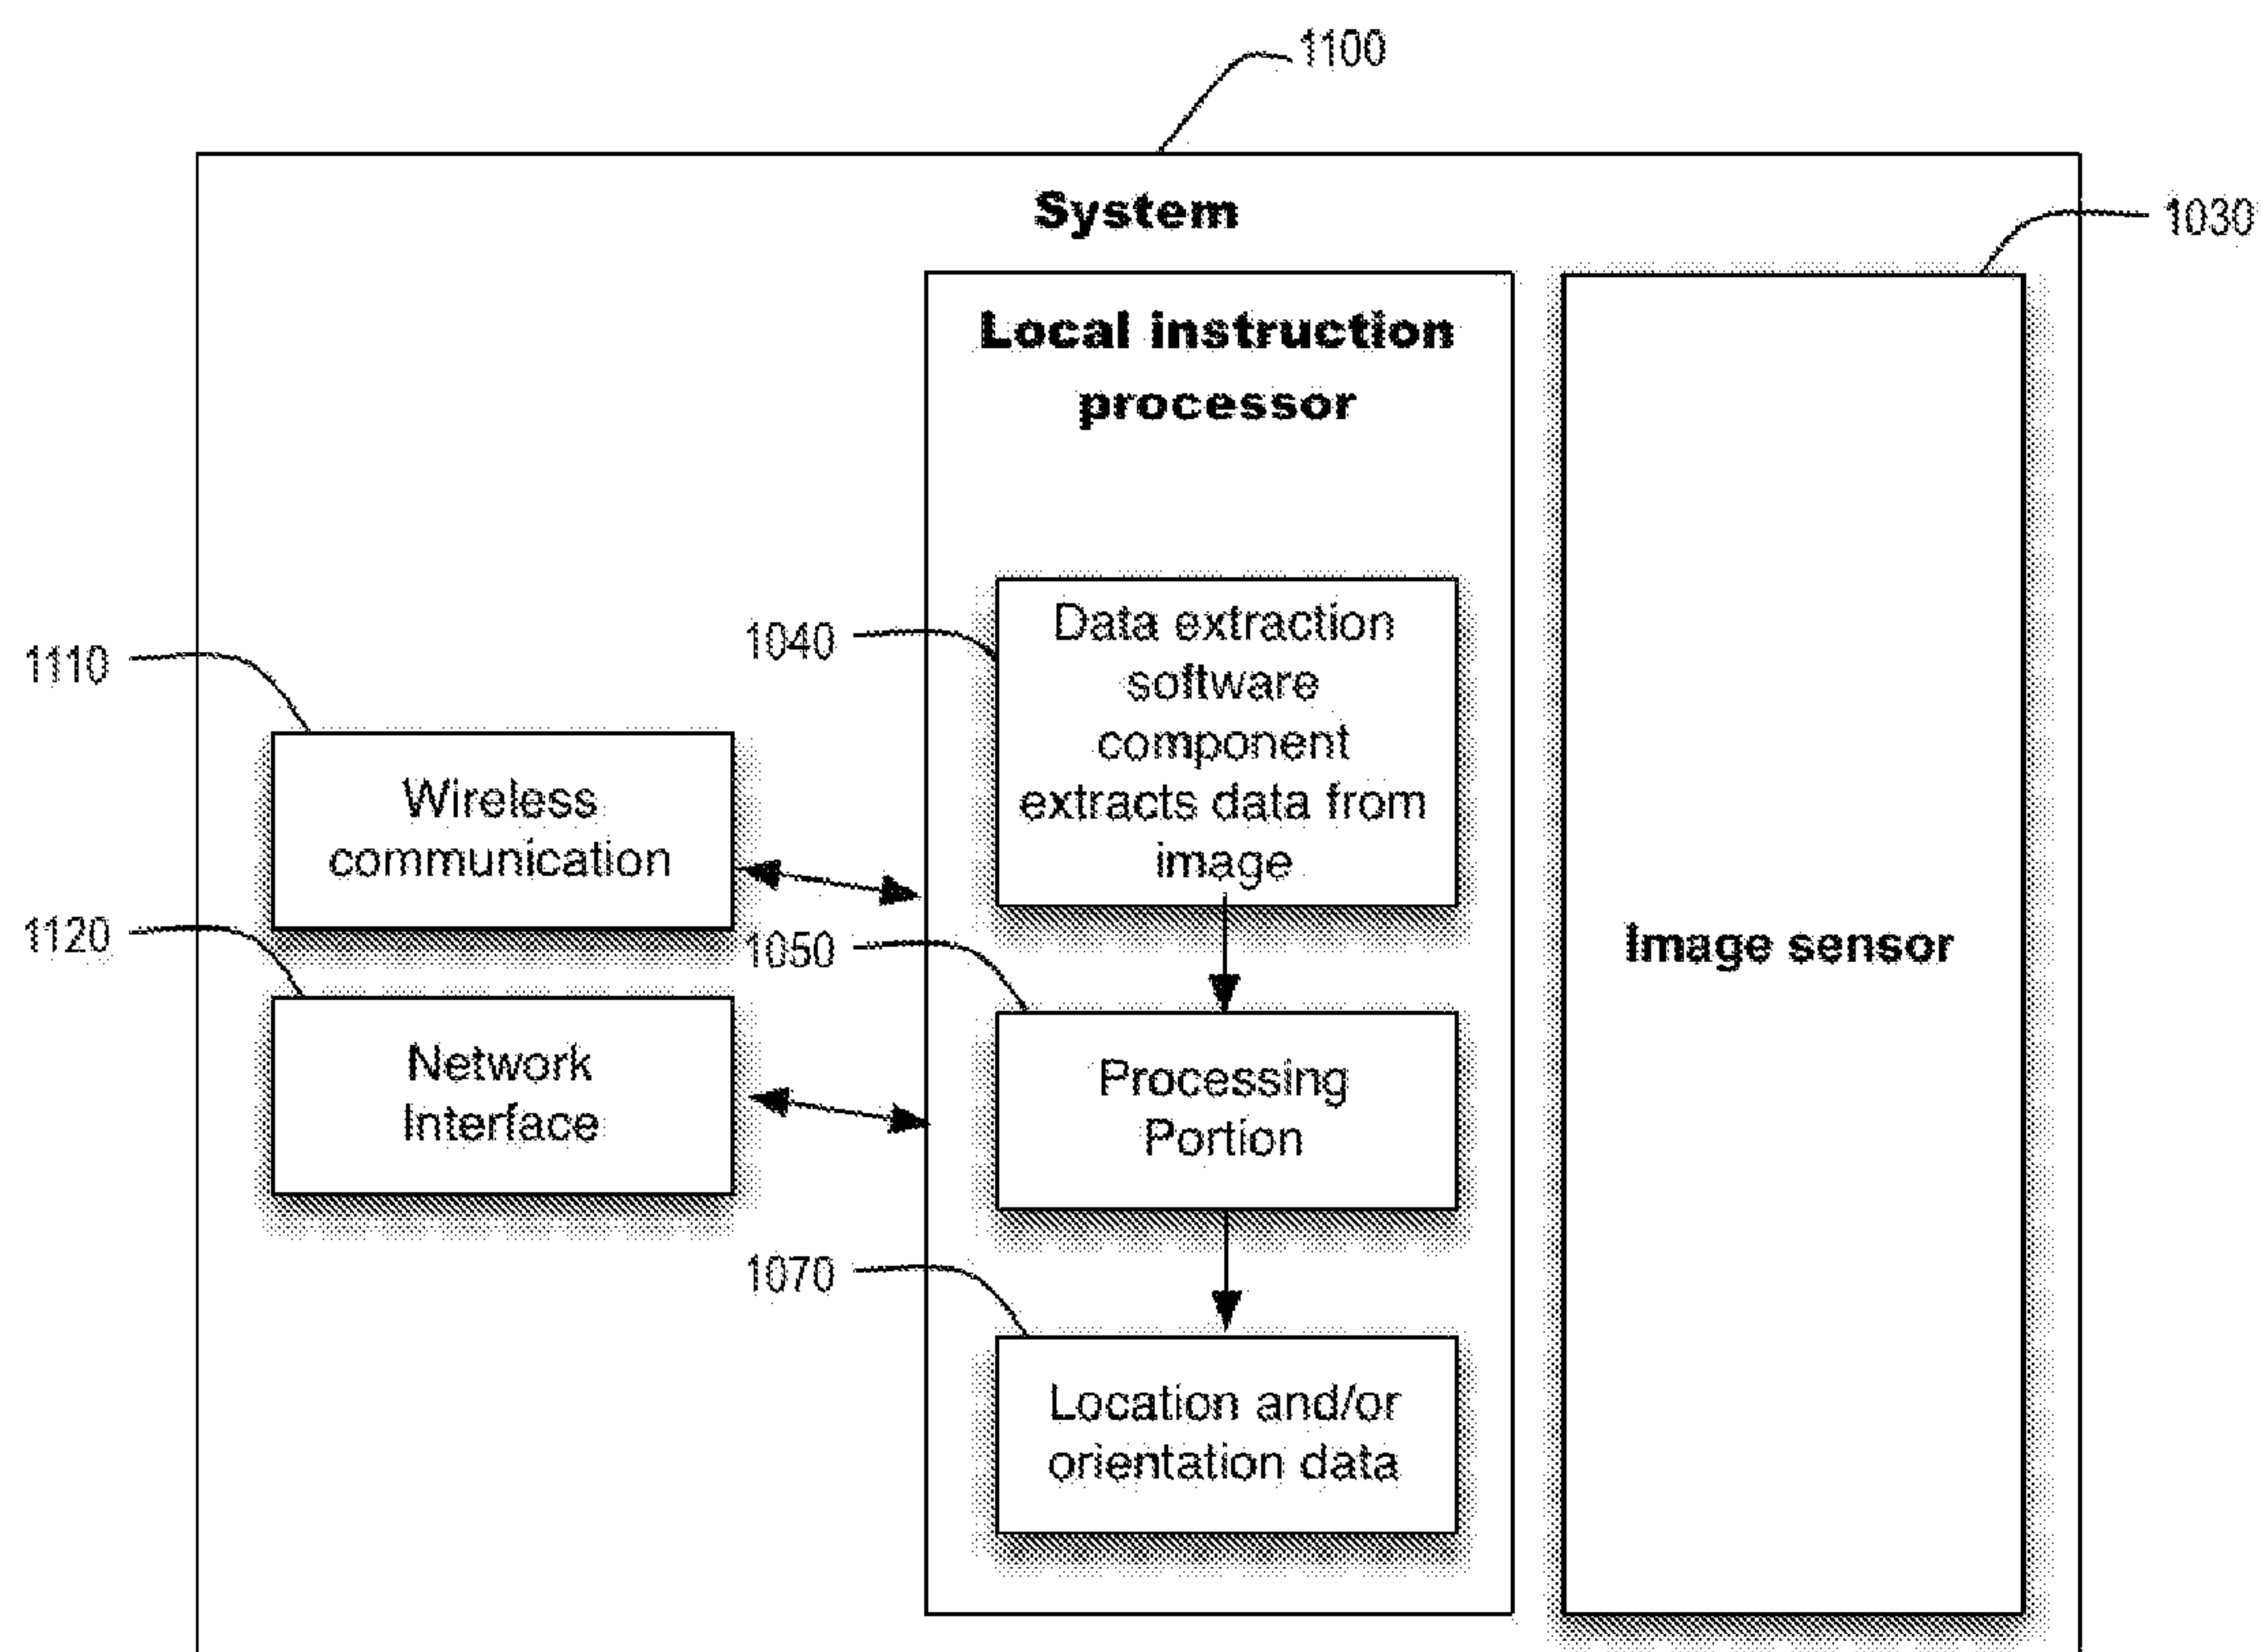 1100
System
1030
Local instruction
processor
1040
Data extraction
software
component
extracts data from
image
1110
Wireless
communication
1120
Network
Interface
1050
Processing
Portion
Image sensor
1070
Location and/or
orientation data